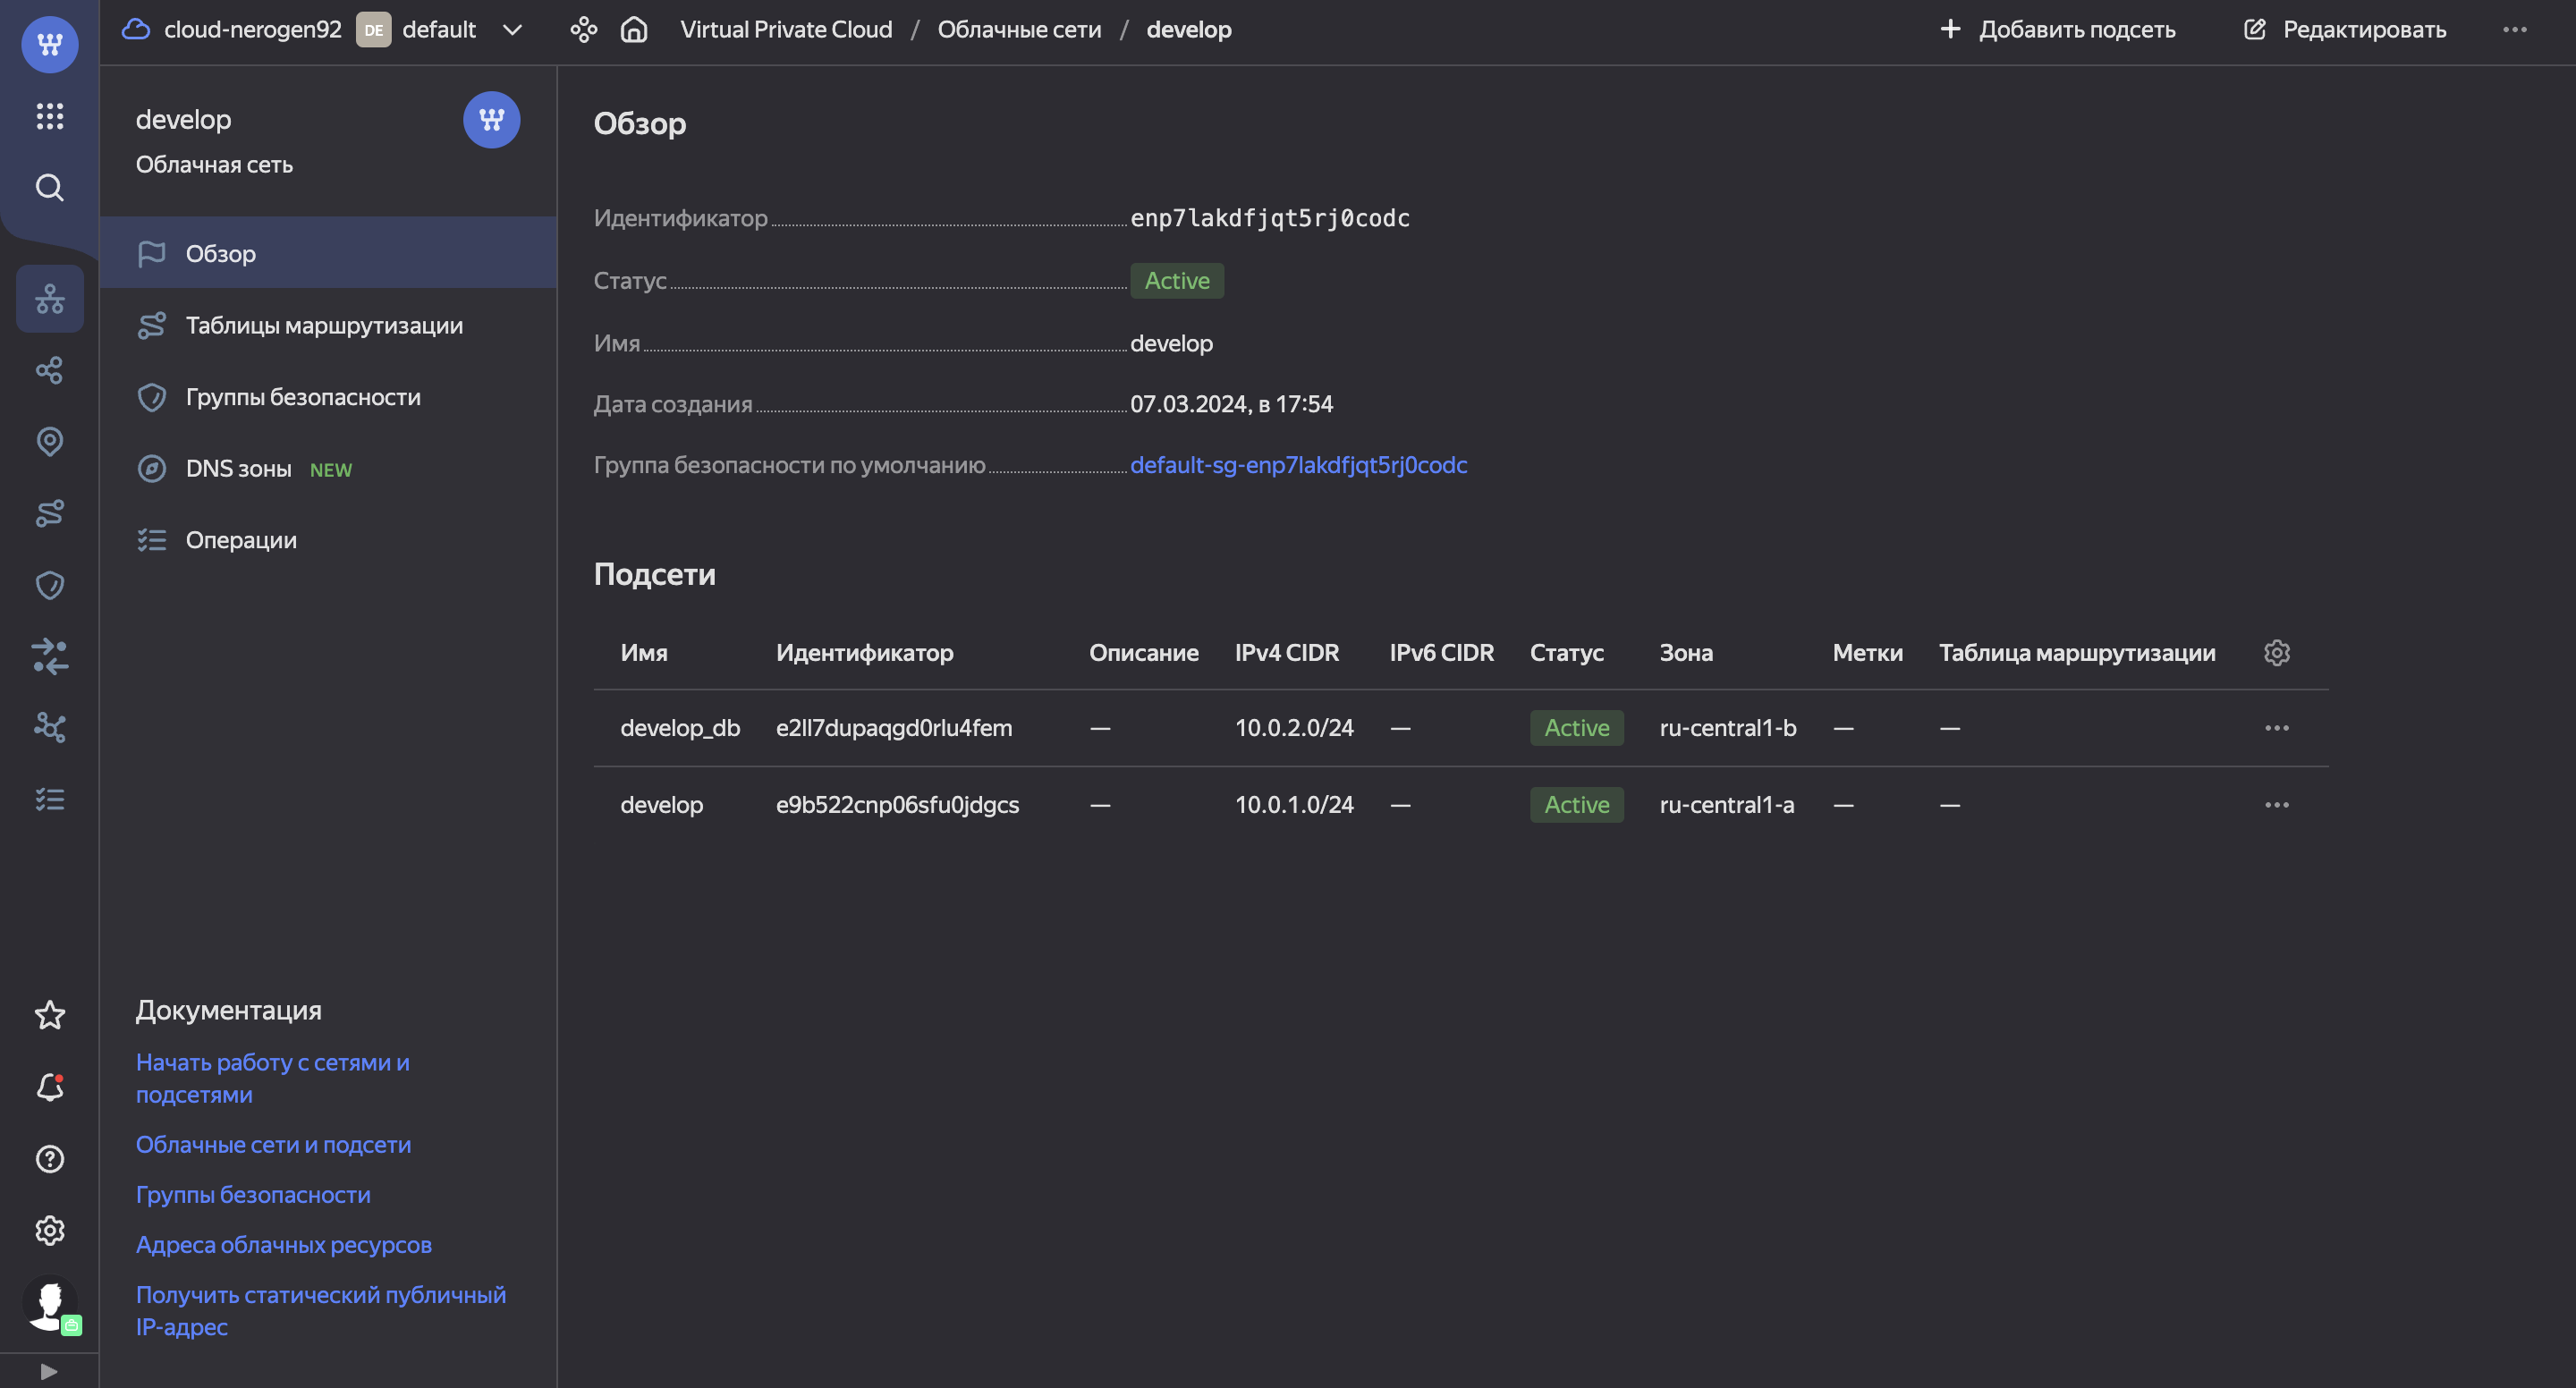 cloud-nerogen92 DE default
Virtual Private Cloud / Облачные сети / develop
Добавить подсеть
Редактировать
develop
Облачная сеть
Обзор
Таблицы маршрутизации
Группы безопасности
DNS зоны NEW
Операции
Документация
Начать работу с сетями и
подсетями
Облачные сети и подсети
Группы безопасности
Адреса облачных ресурсов
Получить статический публичный
IP-адрес
Обзор
Идентификатор enp7lakdfjqt5rj0codc
Статус Active
Имя develop
Дата создания 07.03.2024, в 17:54
Группа безопасности по умолчанию default-sg-enp7lakdfjqt5rj0codc
Подсети
Имя Идентификатор Описание IPv4 CIDR IPv6 CIDR Статус Зона Метки Таблица маршрутизации
develop_db e2ll7dupaqgd0rlu4fem — 10.0.2.0/24 — Active ru-central1-b — —
develop e9b522cnp06sfu0jdgcs — 10.0.1.0/24 — Active ru-central1-a — —